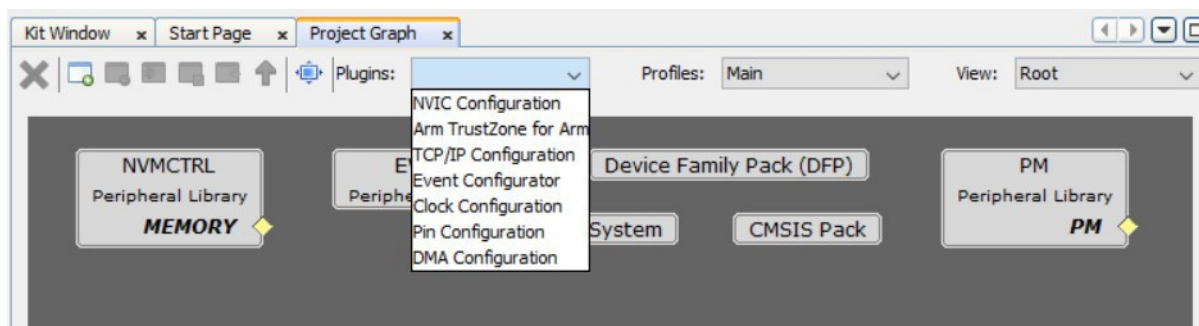 Kit Window x Start Page x Project Graph x
Plugins: Profiles: Main View: Root
NVIC Configuration
Arm TrustZone for Arm
TCP/IP Configuration
Event Configurator
Clock Configuration
Pin Configuration
DMA Configuration
NVMCTRL
Peripheral Library
MEMORY
E
Periphe
Device Family Pack (DFP)
System
CMSIS Pack
PM
Peripheral Library
PM